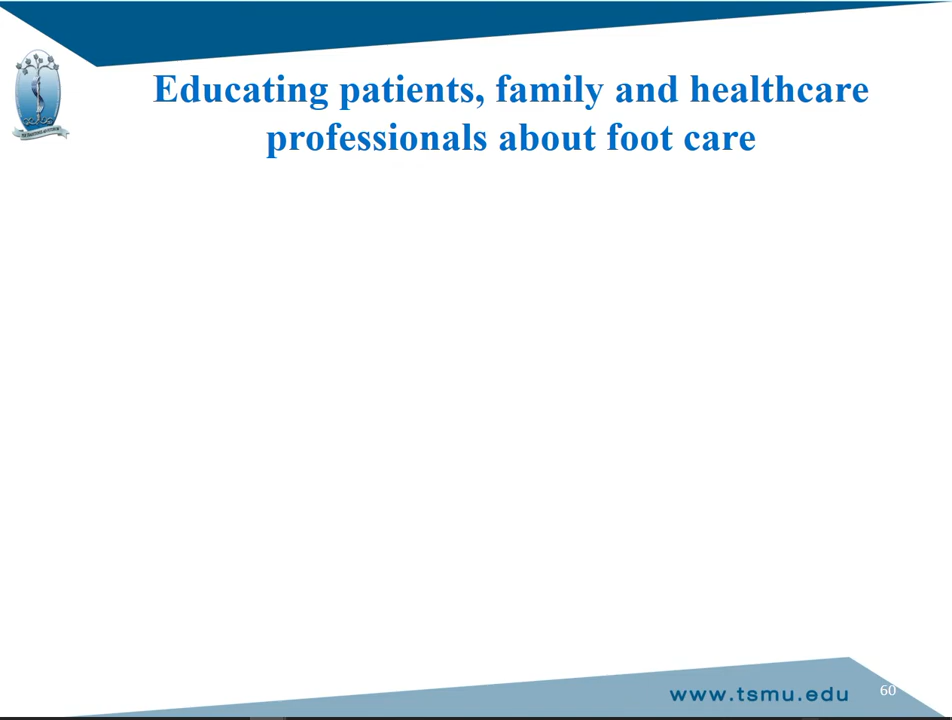 Educating patients, family and healthcare
professionals about foot care
www.tsmu.edu
60